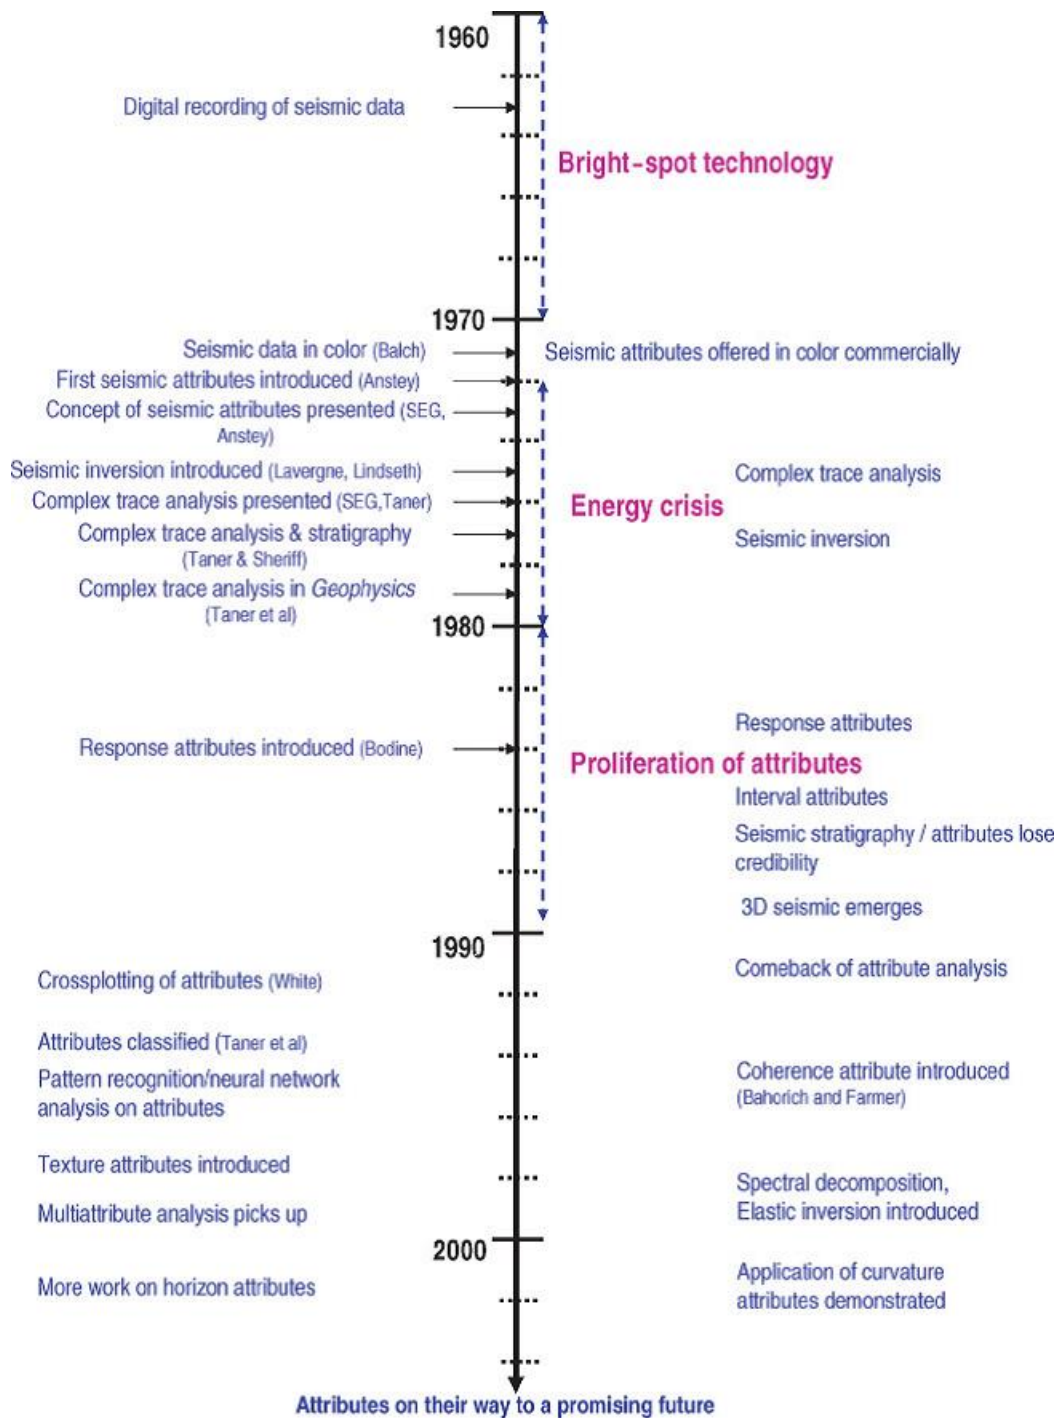 1960
Digital recording of seismic data
Bright-spot technology
1970
Seismic data in color (Balch)
Seismic attributes offered in color commercially
First seismic attributes introduced (Anstey)
Concept of seismic attributes presented (SEG,
Anstey)
Seismic inversion introduced (Lavergne, Lindseth)
Complex trace analysis
Complex trace analysis presented (SEG,Taner)
Energy crisis
Complex trace analysis & stratigraphy
(Taner & Sheriff)
Seismic inversion
Complex trace analysis in Geophysics
(Taner et al)
1980
Response attributes
Response attributes introduced (Bodine)
Proliferation of attributes
Interval attributes
Seismic stratigraphy / attributes lose
credibility
3D seismic emerges
1990
Comeback of attribute analysis
Crossplotting of attributes (White)
Attributes classified (Taner et al)
Pattern recognition/neural network
analysis on attributes
Coherence attribute introduced
(Bahorich and Farmer)
Texture attributes introduced
Spectral decomposition,
Elastic inversion introduced
Multiattribute analysis picks up
2000
More work on horizon attributes
Application of curvature
attributes demonstrated
Attributes on their way to a promising future